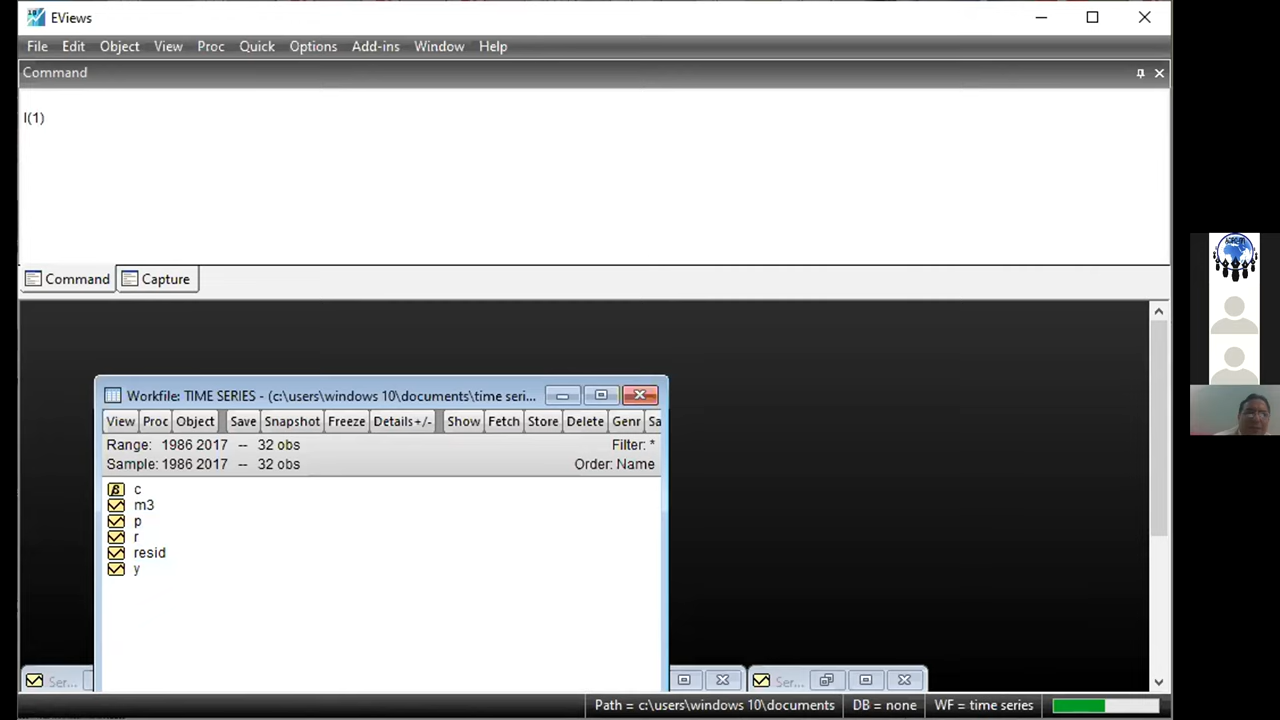 EViews
File Edit Object View Proc Quick Options Add-ins Window Help
Command
I(1)
Command Capture
Workfile: TIME SERIES - (c:\users\windows 10\documents\time seri...
View Proc Object Save Snapshot Freeze Details+/- Show Fetch Store Delete Genr Sa
Range: 1986 2017 -- 32 obs Filter: *
Sample: 1986 2017 -- 32 obs Order: Name
c
m3
p
r
resid
y
Ser... Ser...
Path = c:\users\windows 10\documents DB = none WF = time series